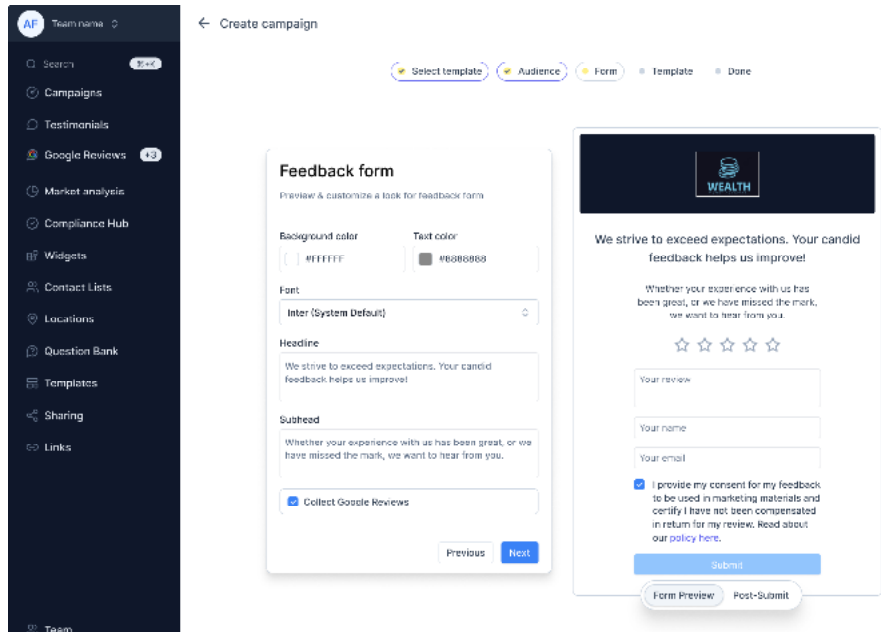 AF Team name
Create campaign
Search ⌘+K
Campaigns
Testimonials
Google Reviews +3
Market analysis
Compliance Hub
Widgets
Contact Lists
Locations
Question Bank
Templates
Sharing
Links
Team
Select template Audience Form Template Done
Feedback form
Preview & customize a look for feedback form
Background color Text color
#FFFFFF #8888888
Font
Inter (System Default)
Headline
We strive to exceed expectations. Your candid
feedback helps us improve!
Subhead
Whether your experience with us has been great, or we
have missed the mark, we want to hear from you.
Collect Google Reviews
Previous Next
WEALTH
We strive to exceed expectations. Your candid
feedback helps us improve!
Whether your experience with us has
been great, or we have missed the mark,
we want to hear from you.
Your review
Your name
Your email
I provide my consent for my feedback
to be used in marketing materials and
certify I have not been compensated
in return for my review. Read about
our policy here.
Submit
Form Preview Post-Submit